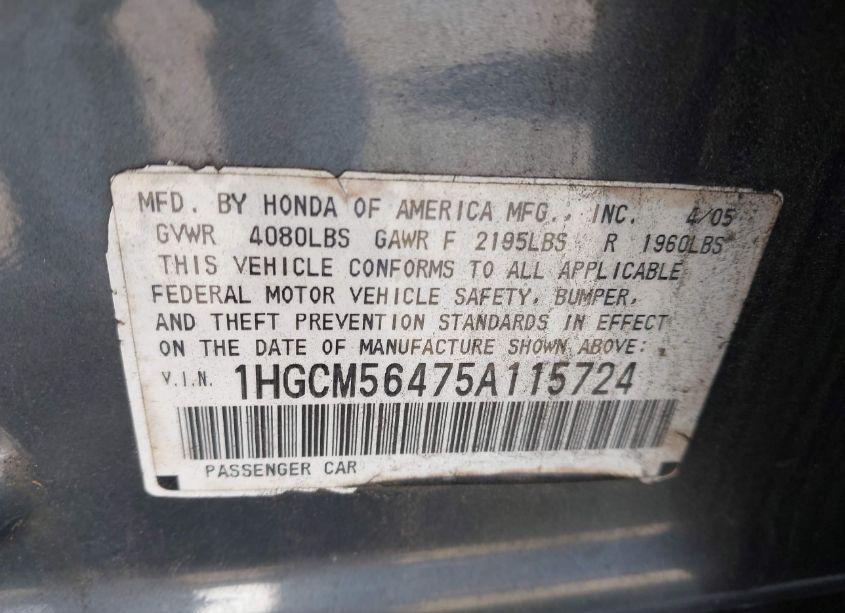 MFD. BY HONDA OF AMERICA MFG., INC. 4/05
GVWR 4080LBS GAWR F 2195LBS R 1960LBS
THIS VEHICLE CONFORMS TO ALL APPLICABLE
FEDERAL MOTOR VEHICLE SAFETY, BUMPER,
AND THEFT PREVENTION STANDARDS IN EFFECT
ON THE DATE OF MANUFACTURE SHOWN ABOVE:
V.I.N. 1HGCM56475A115724
PASSENGER CAR